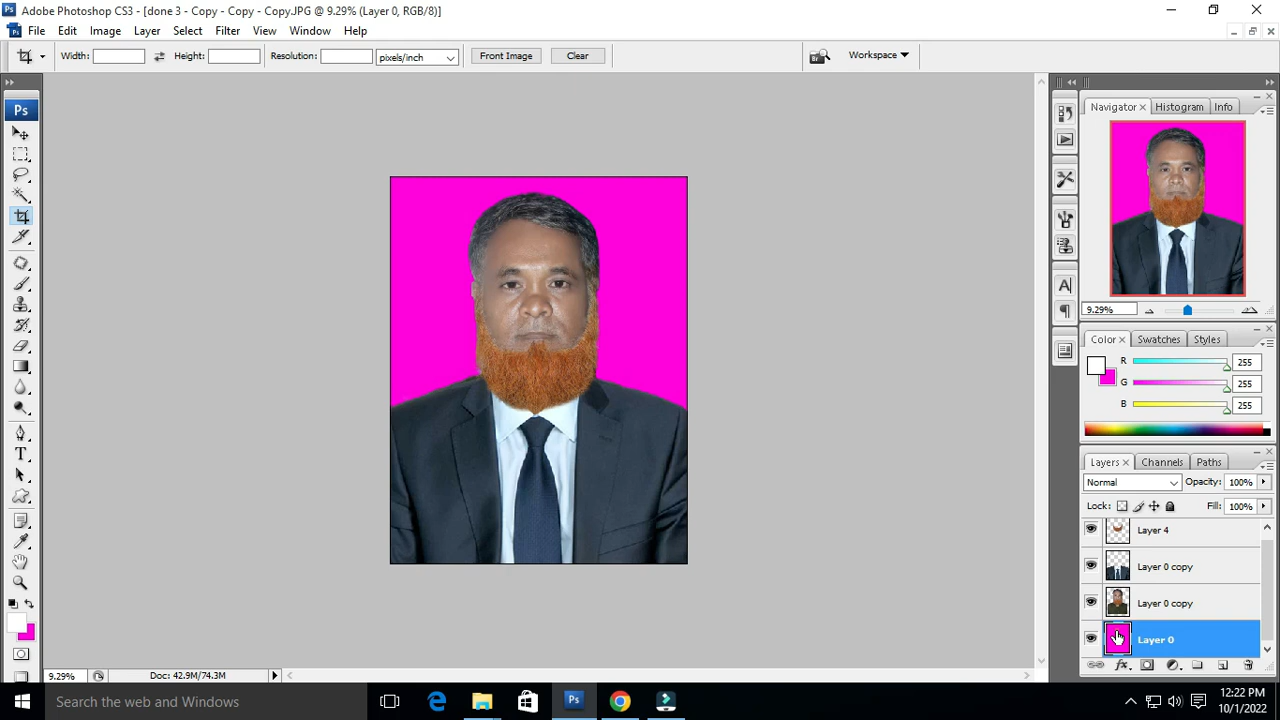 Adobe Photoshop CS3 - [done 3 - Copy - Copy - Copy.JPG @ 9.29% (Layer 0, RGB/8)]
File Edit Image Layer Select Filter View Window Help
Width: Height: Resolution: pixels/inch Front Image Clear Workspace
Ps
Navigator Histogram Info
9.29%
Color Swatches Styles
R 255
G 255
B 255
Layers Channels Paths
Normal Opacity: 100%
Lock: Fill: 100%
Layer 4
Layer 0 copy
Layer 0 copy
Layer 0
9.29% Doc: 42.9M/74.3M
Search the web and Windows
12:22 PM
10/1/2022